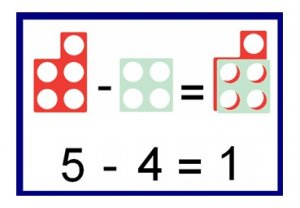 - =
5 - 4 = 1